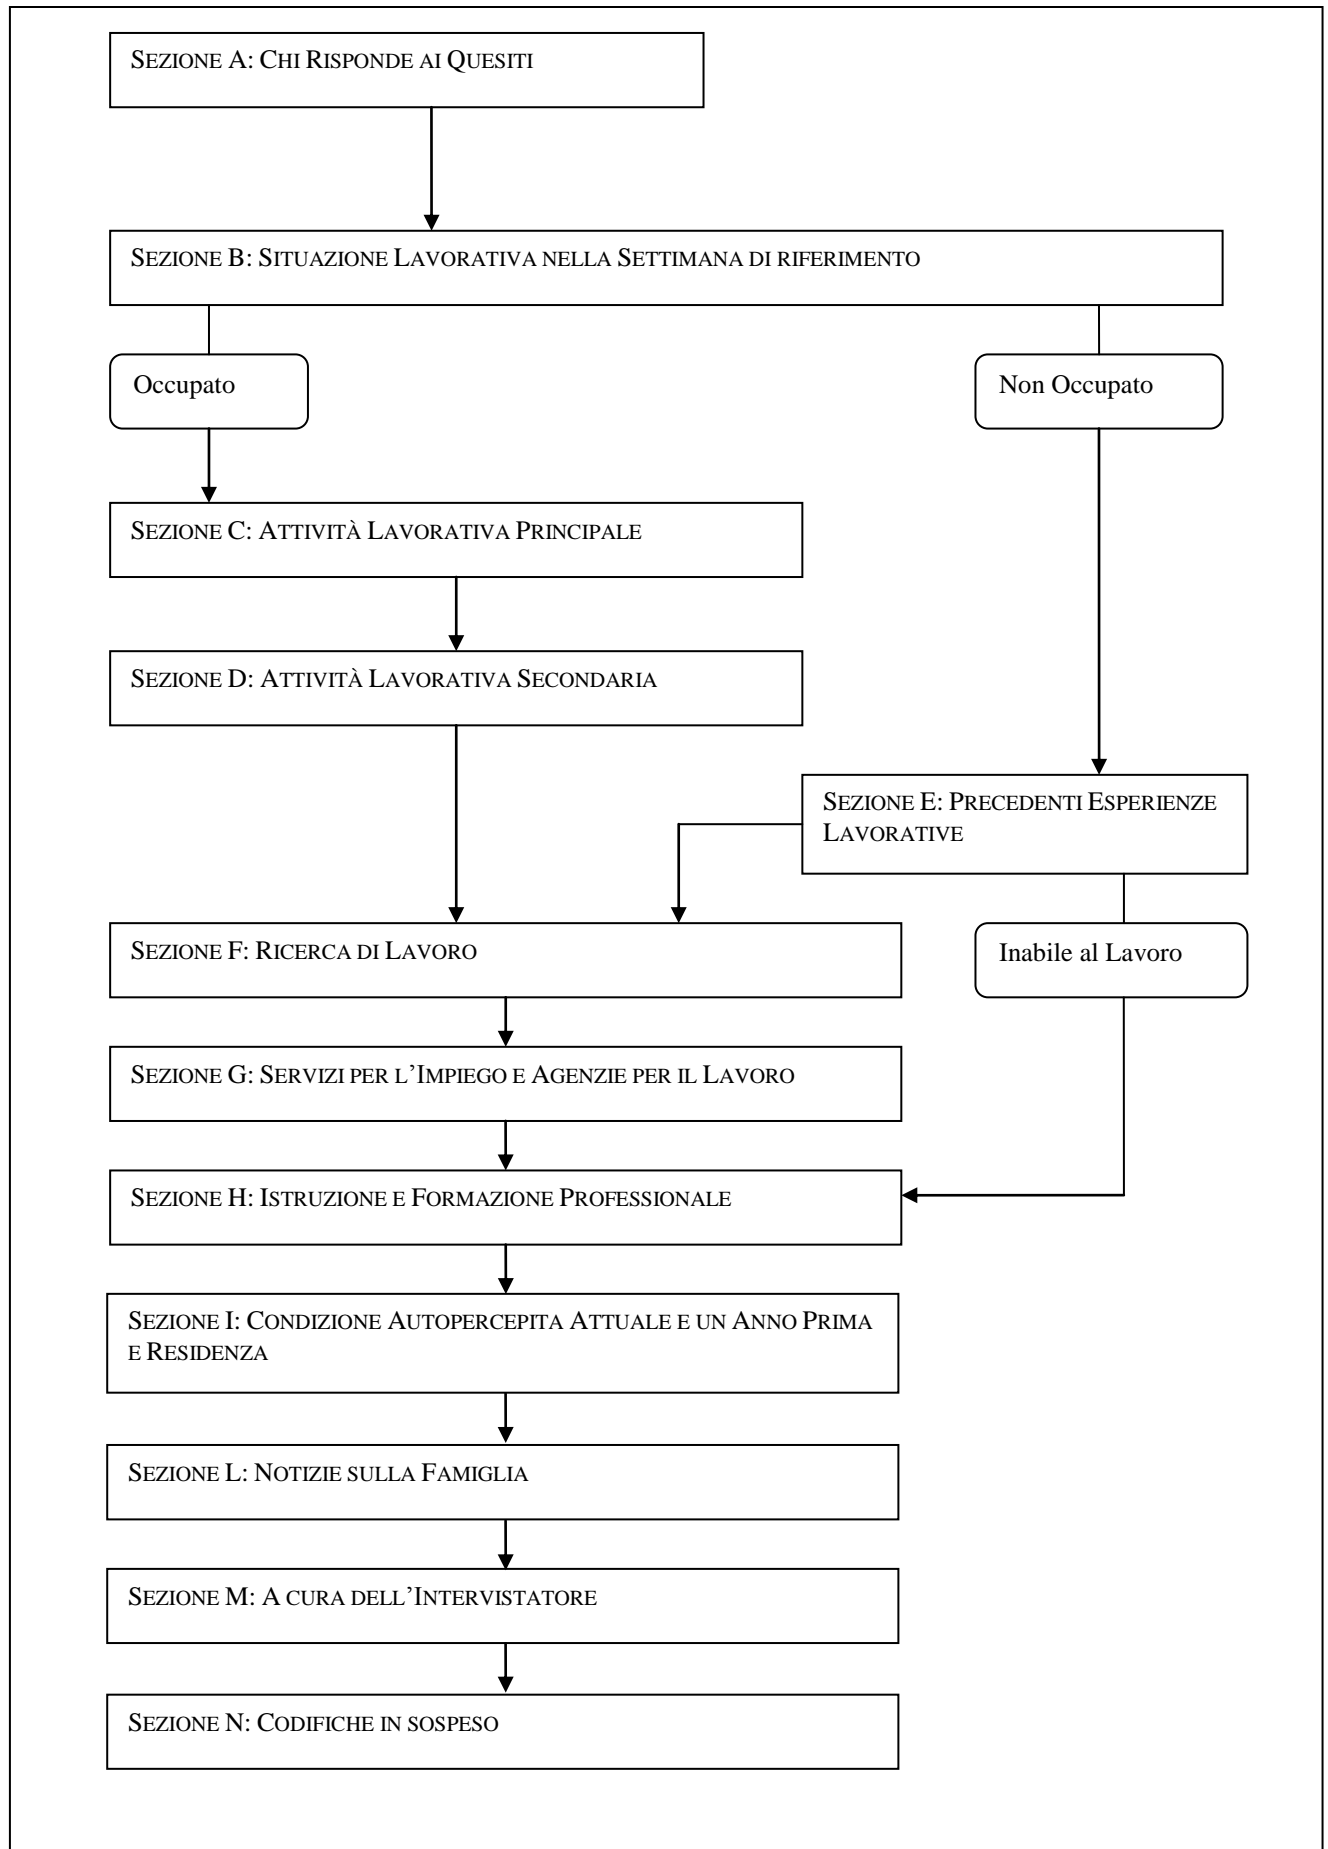 SEZIONE A: CHI RISPONDE AI QUESITI
SEZIONE B: SITUAZIONE LAVORATIVA NELLA SETTIMANA DI RIFERIMENTO
Occupato
Non Occupato
SEZIONE C: ATTIVITÀ LAVORATIVA PRINCIPALE
SEZIONE D: ATTIVITÀ LAVORATIVA SECONDARIA
SEZIONE E: PRECEDENTI ESPERIENZE
LAVORATIVE
SEZIONE F: RICERCA DI LAVORO
Inabile al Lavoro
SEZIONE G: SERVIZI PER L’IMPIEGO E AGENZIE PER IL LAVORO
SEZIONE H: ISTRUZIONE E FORMAZIONE PROFESSIONALE
SEZIONE I: CONDIZIONE AUTOPERCEPITA ATTUALE E UN ANNO PRIMA
E RESIDENZA
SEZIONE L: NOTIZIE SULLA FAMIGLIA
SEZIONE M: A CURA DELL’INTERVISTATORE
SEZIONE N: CODIFICHE IN SOSPESO